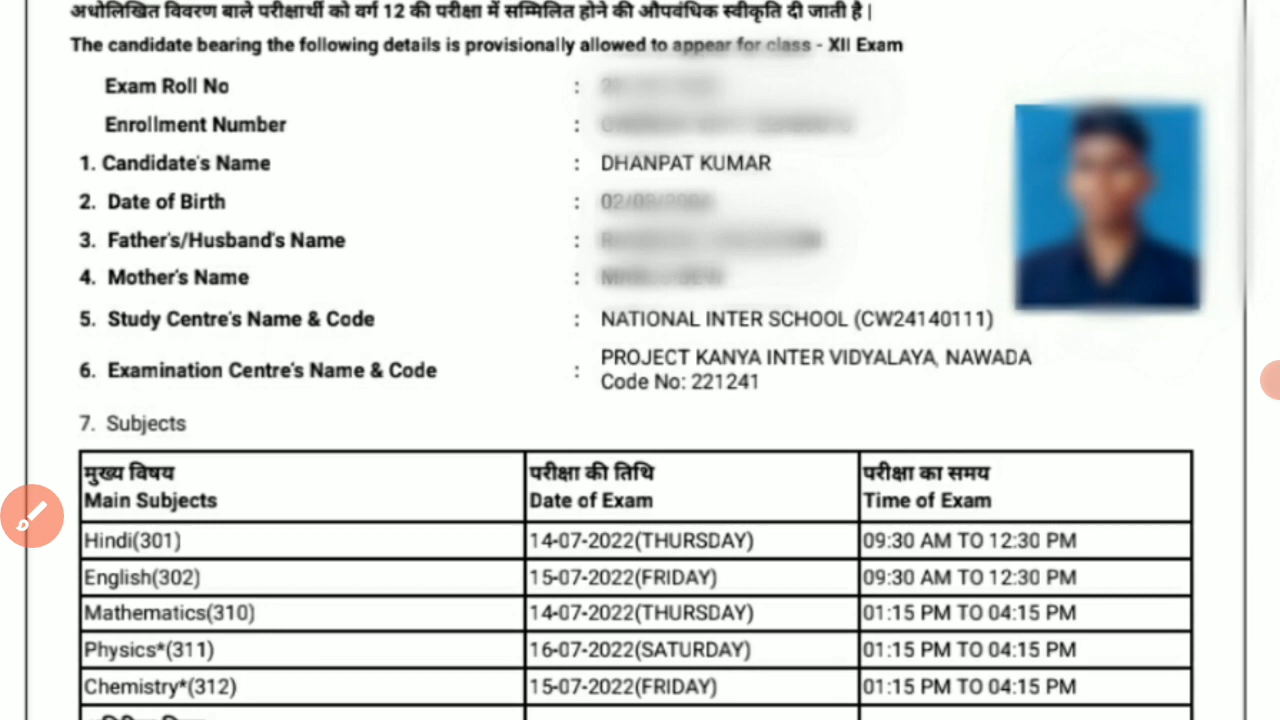 अधोलिखित विवरण बाले परीक्षार्थी को वर्ग 12 की परीक्षा में सम्मिलित होने की औपवंधिक स्वीकृति दी जाती है |
The candidate bearing the following details is provisionally allowed to appear for class - XII Exam
Exam Roll No :
Enrollment Number :
1. Candidate's Name : DHANPAT KUMAR
2. Date of Birth :
3. Father's/Husband's Name :
4. Mother's Name :
5. Study Centre's Name & Code : NATIONAL INTER SCHOOL (CW24140111)
6. Examination Centre's Name & Code : PROJECT KANYA INTER VIDYALAYA, NAWADA
Code No: 221241
7. Subjects
मुख्य विषय परीक्षा की तिथि परीक्षा का समय
Main Subjects Date of Exam Time of Exam
Hindi(301) 14-07-2022(THURSDAY) 09:30 AM TO 12:30 PM
English(302) 15-07-2022(FRIDAY) 09:30 AM TO 12:30 PM
Mathematics(310) 14-07-2022(THURSDAY) 01:15 PM TO 04:15 PM
Physics*(311) 16-07-2022(SATURDAY) 01:15 PM TO 04:15 PM
Chemistry*(312) 15-07-2022(FRIDAY) 01:15 PM TO 04:15 PM